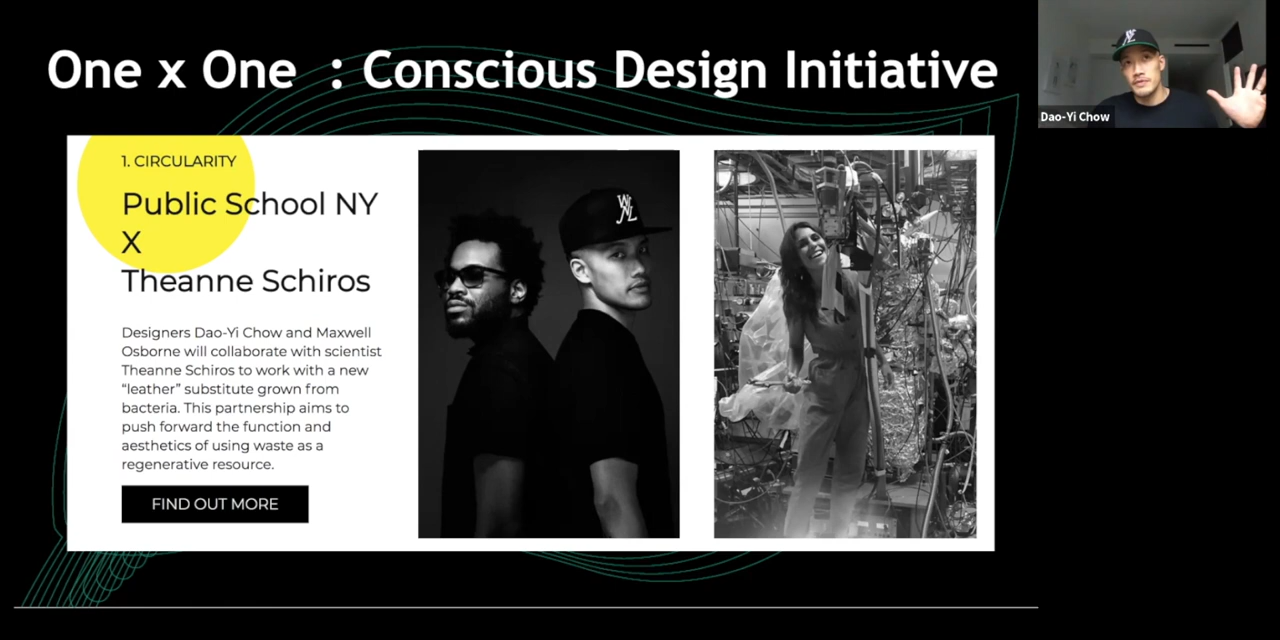 One x One : Conscious Design Initiative
Dao-Yi Chow
1. CIRCULARITY
Public School NY
X
Theanne Schiros
Designers Dao-Yi Chow and Maxwell
Osborne will collaborate with scientist
Theanne Schiros to work with a new
“leather” substitute grown from
bacteria. This partnership aims to
push forward the function and
aesthetics of using waste as a
regenerative resource.
FIND OUT MORE